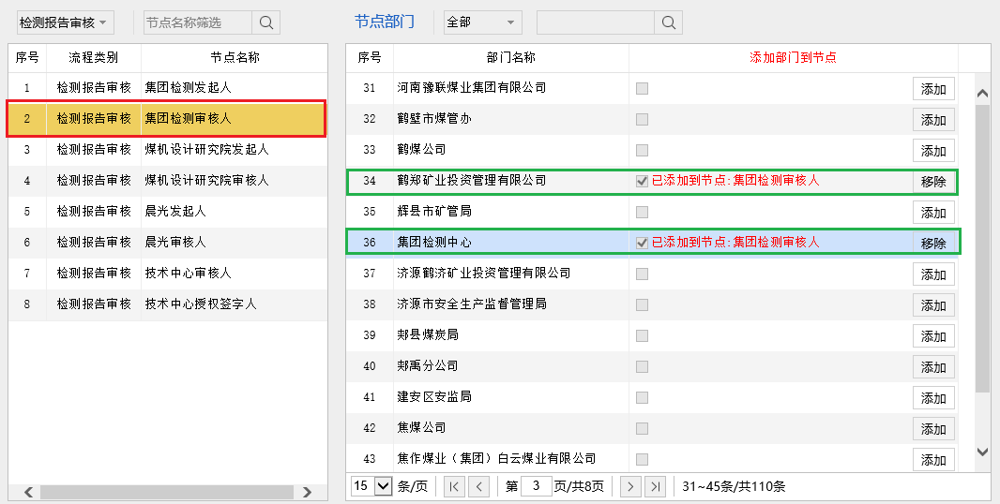 检测报告审核 节点名称筛选
节点部门 全部
序号 流程类别 节点名称
1 检测报告审核 集团检测发起人
2 检测报告审核 集团检测审核人
3 检测报告审核 煤机设计研究院发起人
4 检测报告审核 煤机设计研究院审核人
5 检测报告审核 晨光发起人
6 检测报告审核 晨光审核人
7 检测报告审核 技术中心审核人
8 检测报告审核 技术中心授权签字人
序号 部门名称 添加部门到节点
31 河南豫联煤业集团有限公司 添加
32 鹤壁市煤管办 添加
33 鹤煤公司 添加
34 鹤郑矿业投资管理有限公司 已添加到节点:集团检测审核人 移除
35 辉县市矿管局 添加
36 集团检测中心 已添加到节点:集团检测审核人 移除
37 济源鹤济矿业投资管理有限公司 添加
38 济源市安全生产监督管理局 添加
39 郏县煤炭局 添加
40 郏禹分公司 添加
41 建安区安监局 添加
42 焦煤公司 添加
43 焦作煤业（集团）白云煤业有限公司 添加
15 条/页 第 3 页/共8页 31~45条/共110条